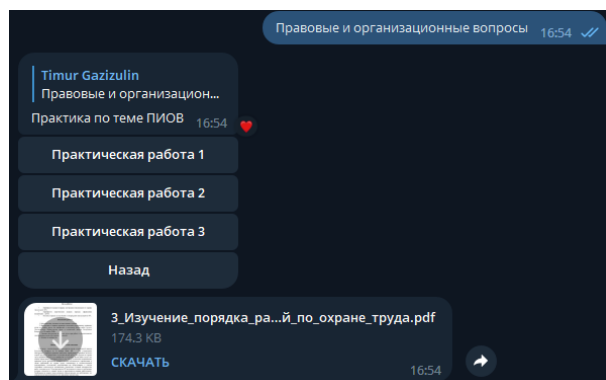 Правовые и организационные вопросы 16:54
Timur Gazizulin
Правовые и организацион...
Практика по теме ПИОВ 16:54
Практическая работа 1
Практическая работа 2
Практическая работа 3
Назад
3_Изучение_порядка_ра...й_по_охране_труда.pdf
174.3 KB
СКАЧАТЬ
16:54